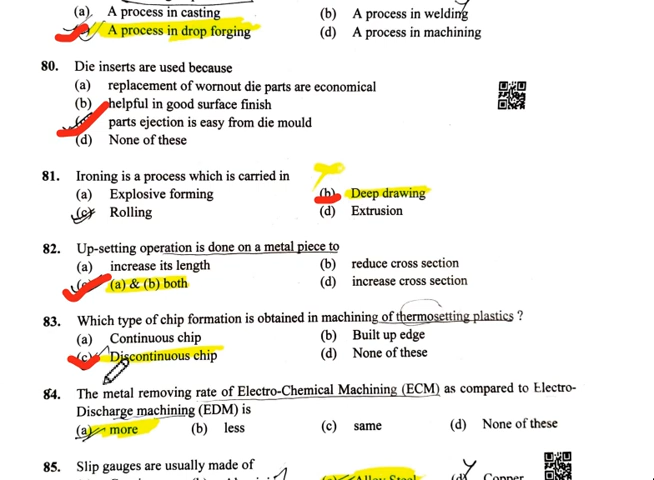 (a) A process in casting (b) A process in welding
A process in drop forging (d) A process in machining
80. Die inserts are used because
(a) replacement of wornout die parts are economical
(b) helpful in good surface finish
parts ejection is easy from die mould
(d) None of these
81. Ironing is a process which is carried in
(a) Explosive forming (b) Deep drawing
(c) Rolling (d) Extrusion
82. Up-setting operation is done on a metal piece to
(a) increase its length (b) reduce cross section
(c) (a) & (b) both (d) increase cross section
83. Which type of chip formation is obtained in machining of thermosetting plastics ?
(a) Continuous chip (b) Built up edge
(c) Discontinuous chip (d) None of these
84. The metal removing rate of Electro-Chemical Machining (ECM) as compared to Electro-
Discharge machining (EDM) is
(a) more (b) less (c) same (d) None of these
85. Slip gauges are usually made of
Alloy Steel (d) Copper